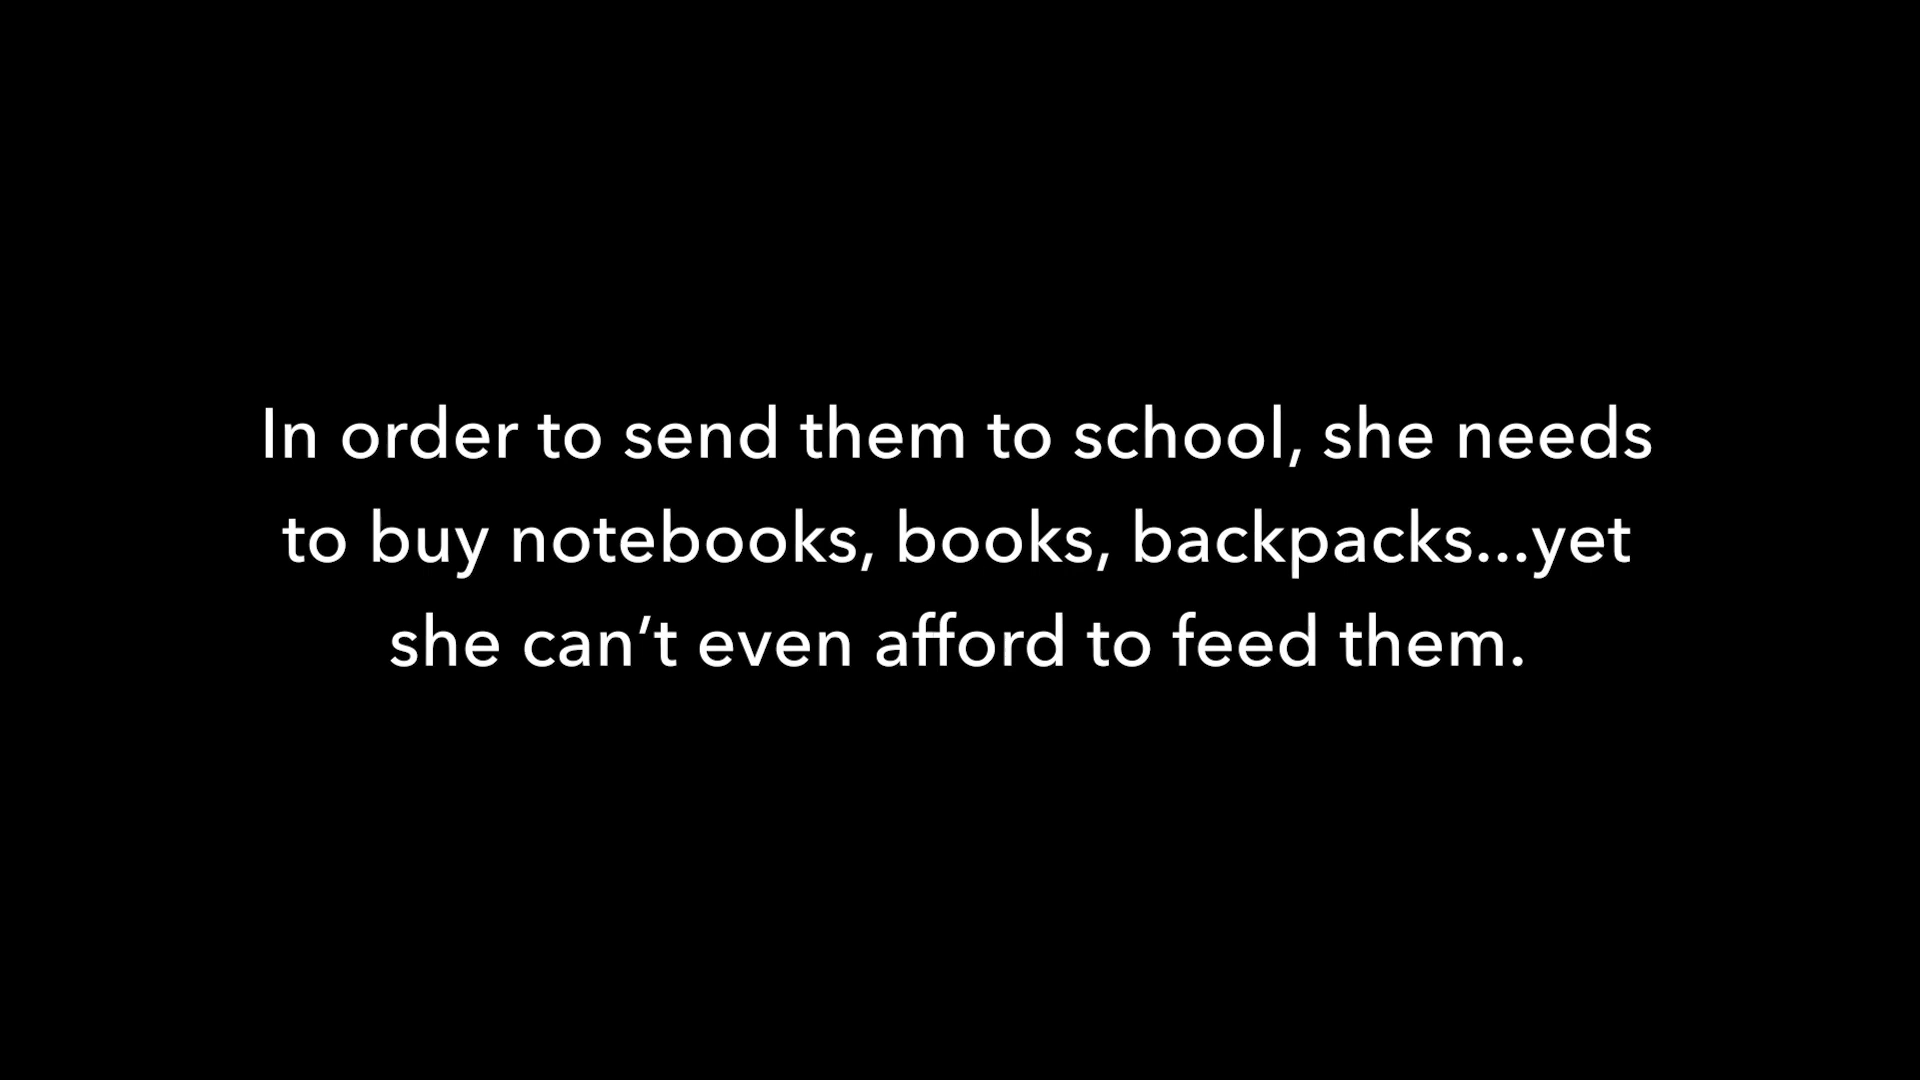 In order to send them to school, she needs
to buy notebooks, books, backpacks...yet
she can’t even afford to feed them.